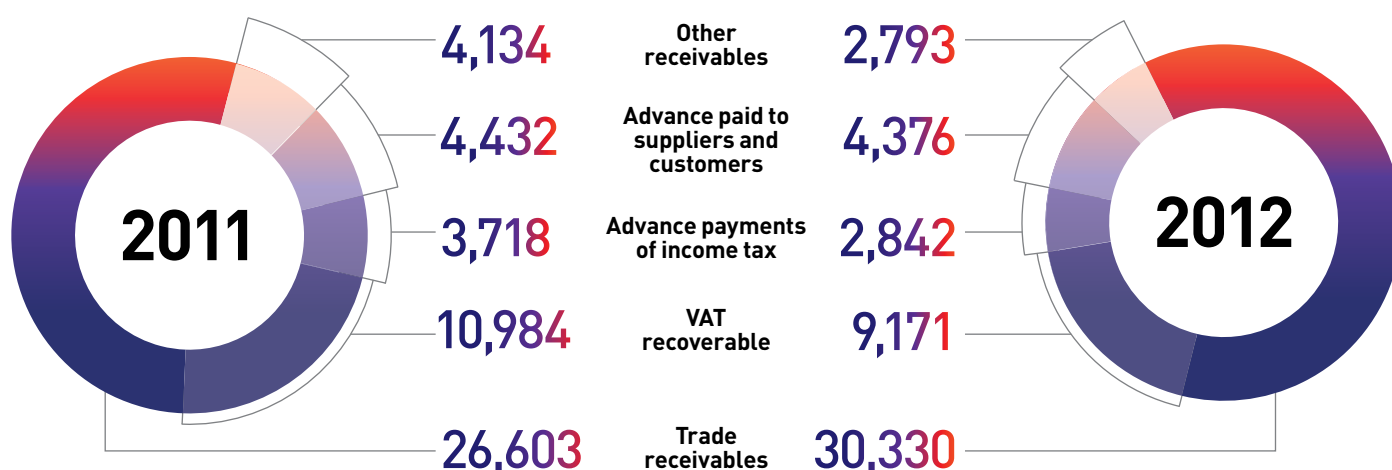 4,134
Other
receivables
2,793
4,432
Advance paid to
suppliers and
customers
4,376
2011
3,718
Advance payments
of income tax
2,842
2012
10,984
VAT
recoverable
9,171
26,603
Trade
receivables
30,330